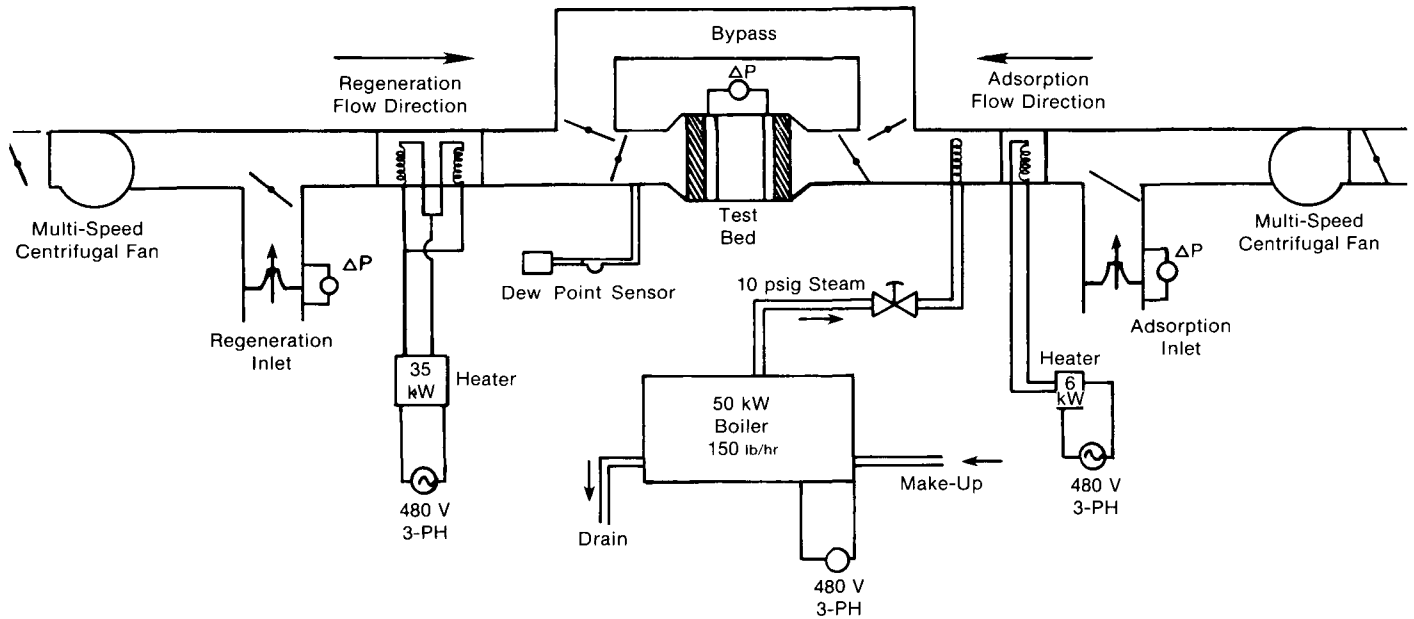 Bypass
Regeneration
Flow Direction
ΔP
Adsorption
Flow Direction
Multi-Speed
Centrifugal Fan
Test
Bed
Multi-Speed
Centrifugal Fan
ΔP
ΔP
Dew Point Sensor
10 psig Steam
Regeneration
Inlet
Adsorption
Inlet
35
kW
Heater
Heater
6
kW
50 kW
Boiler
150 lb/hr
Make-Up
480 V
3-PH
Drain
480 V
3-PH
480 V
3-PH